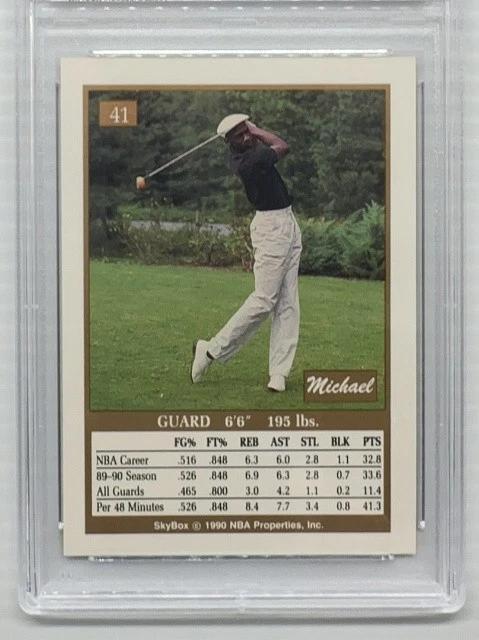 41
Michael
GUARD 6'6" 195 lbs.
FG% FT% REB AST STL BLK PTS
NBA Career .516 .848 6.3 6.0 2.8 1.1 32.8
89-90 Season .526 .848 6.9 6.3 2.8 0.7 33.6
All Guards .465 .800 3.0 4.2 1.1 0.2 11.4
Per 48 Minutes .526 .848 8.4 7.7 3.4 0.8 41.3
SkyBox © 1990 NBA Properties, Inc.